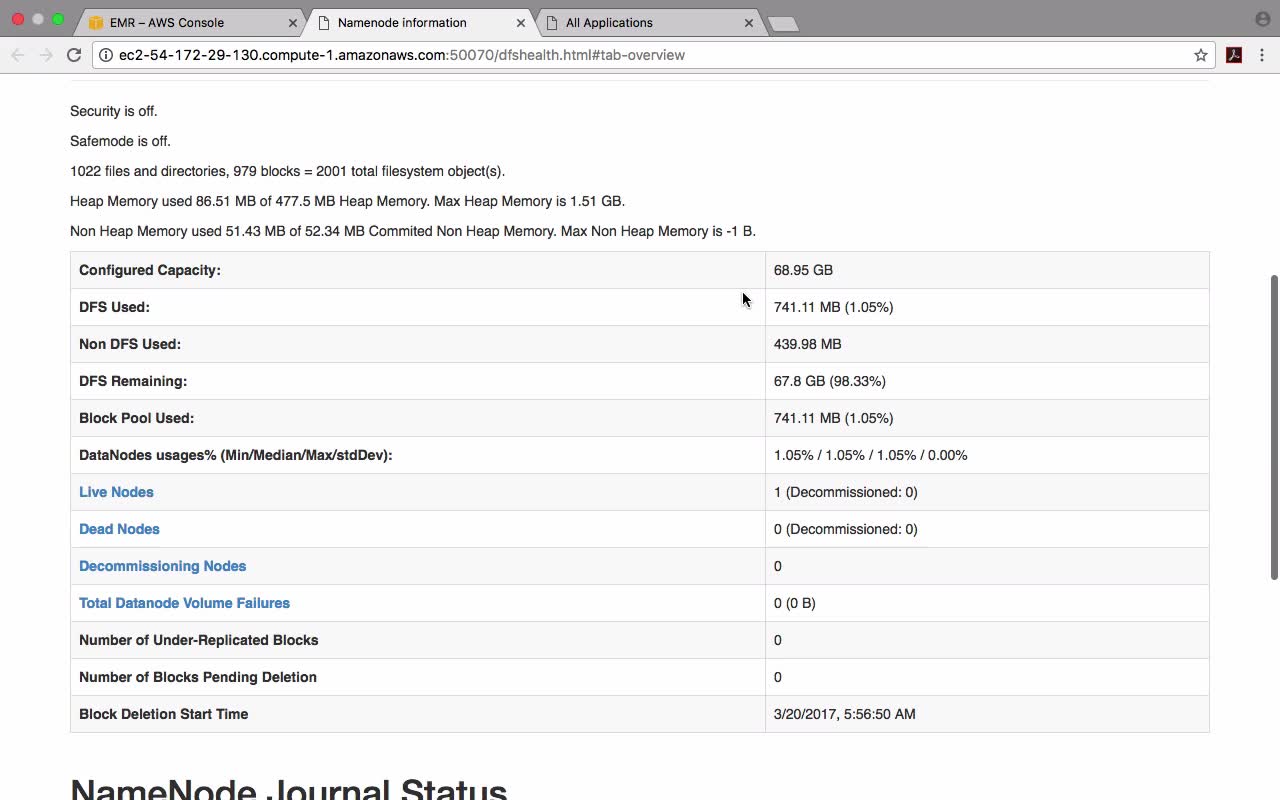 EMR – AWS Console
Namenode information
All Applications
ec2-54-172-29-130.compute-1.amazonaws.com:50070/dfshealth.html#tab-overview
Security is off.
Safemode is off.
1022 files and directories, 979 blocks = 2001 total filesystem object(s).
Heap Memory used 86.51 MB of 477.5 MB Heap Memory. Max Heap Memory is 1.51 GB.
Non Heap Memory used 51.43 MB of 52.34 MB Commited Non Heap Memory. Max Non Heap Memory is -1 B.
Configured Capacity: 68.95 GB
DFS Used: 741.11 MB (1.05%)
Non DFS Used: 439.98 MB
DFS Remaining: 67.8 GB (98.33%)
Block Pool Used: 741.11 MB (1.05%)
DataNodes usages% (Min/Median/Max/stdDev): 1.05% / 1.05% / 1.05% / 0.00%
Live Nodes 1 (Decommissioned: 0)
Dead Nodes 0 (Decommissioned: 0)
Decommissioning Nodes 0
Total Datanode Volume Failures 0 (0 B)
Number of Under-Replicated Blocks 0
Number of Blocks Pending Deletion 0
Block Deletion Start Time 3/20/2017, 5:56:50 AM
NameNode Journal Status